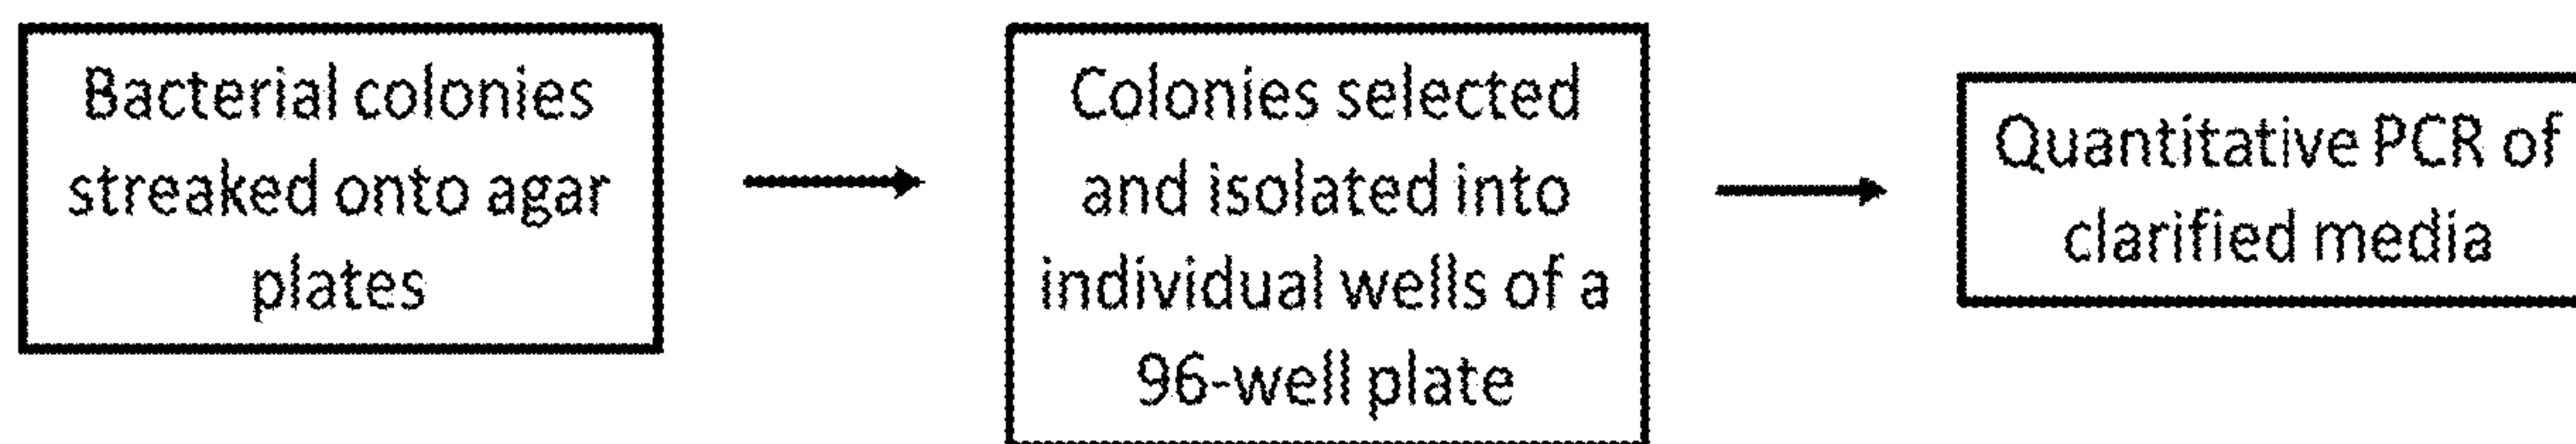 Bacterial colonies
streaked onto agar
plates
Colonies selected
and isolated into
individual wells of a
96-well plate
Quantitative PCR of
clarified media